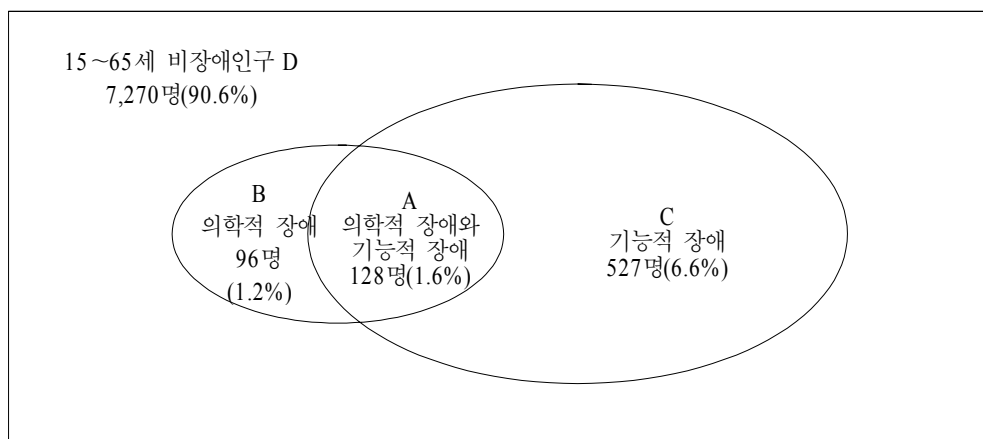 15~65세 비장애인구 D
7,270명(90.6%)
B
의학적 장애
96명
(1.2%)
A
의학적 장애와
기능적 장애
128명(1.6%)
C
기능적 장애
527명(6.6%)